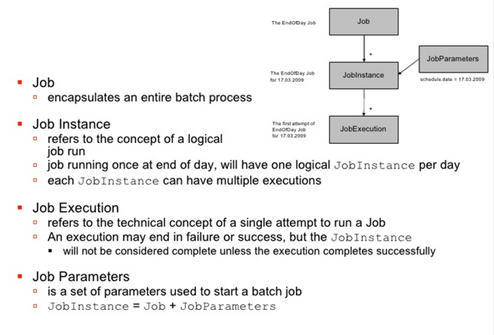 The EndOfDay Job
Job
*
The EndOfDay Job
for 17.03.2009
JobInstance
JobParameters
schedule.date = 17.03.2009
*
The first attempt of
EndOfDay Job
for 17.03.2009
JobExecution
Job
encapsulates an entire batch process
Job Instance
refers to the concept of a logical
job run
job running once at end of day, will have one logical JobInstance per day
each JobInstance can have multiple executions
Job Execution
refers to the technical concept of a single attempt to run a Job
An execution may end in failure or success, but the JobInstance
will not be considered complete unless the execution completes successfully
Job Parameters
is a set of parameters used to start a batch job
JobInstance = Job + JobParameters